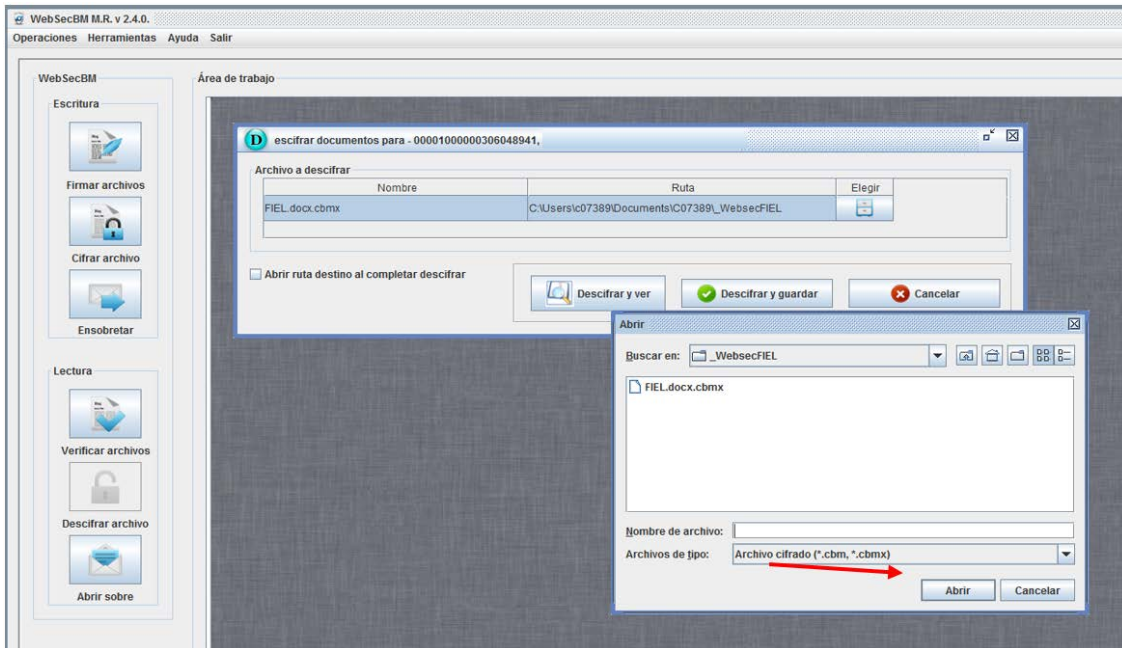 WebSecBM M.R. v 2.4.0.
Operaciones Herramientas Ayuda Salir
WebSecBM
Escritura
Firmar archivos
Cifrar archivo
Ensobretar
Lectura
Verificar archivos
Descifrar archivo
Abrir sobre
Área de trabajo
D escifrar documentos para - 00001000000306048941,
Archivo a descifrar
Nombre Ruta Elegir
FIEL.docx.cbmx C:\Users\c07389\Documents\C07389\_WebsecFIEL
Abrir ruta destino al completar descifrar
Descifrar y ver Descifrar y guardar Cancelar
Abrir
Buscar en: _WebsecFIEL
FIEL.docx.cbmx
Nombre de archivo:
Archivos de tipo: Archivo cifrado (*.cbm, *.cbmx)
Abrir Cancelar